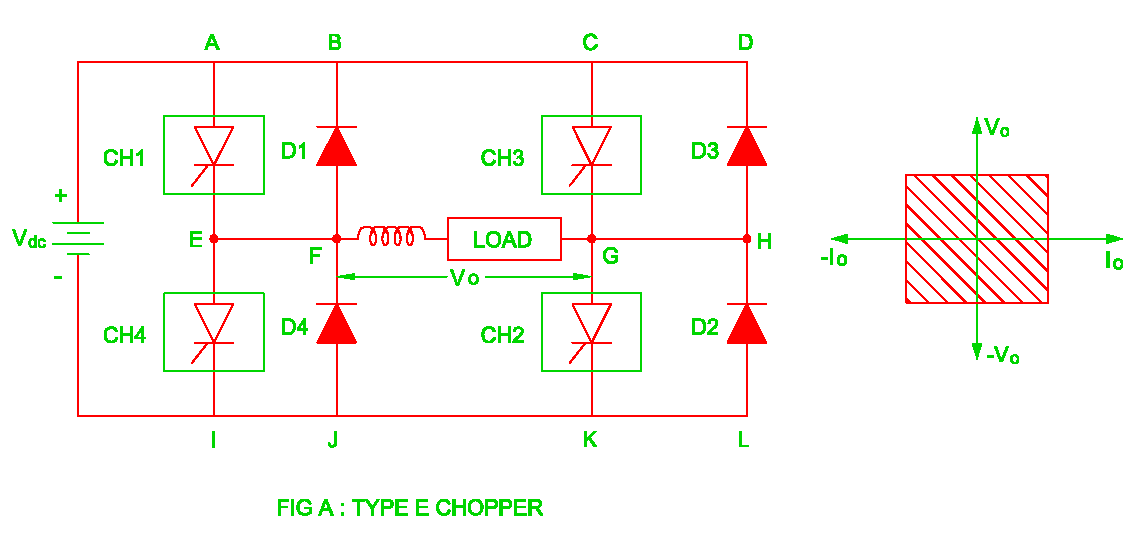 A B C D
CH1 D1 CH3 D3
+
Vdc
-
E F LOAD G H
Vo
CH4 D4 CH2 D2
I J K L
Vo
-Io Io
-Vo
FIG A : TYPE E CHOPPER